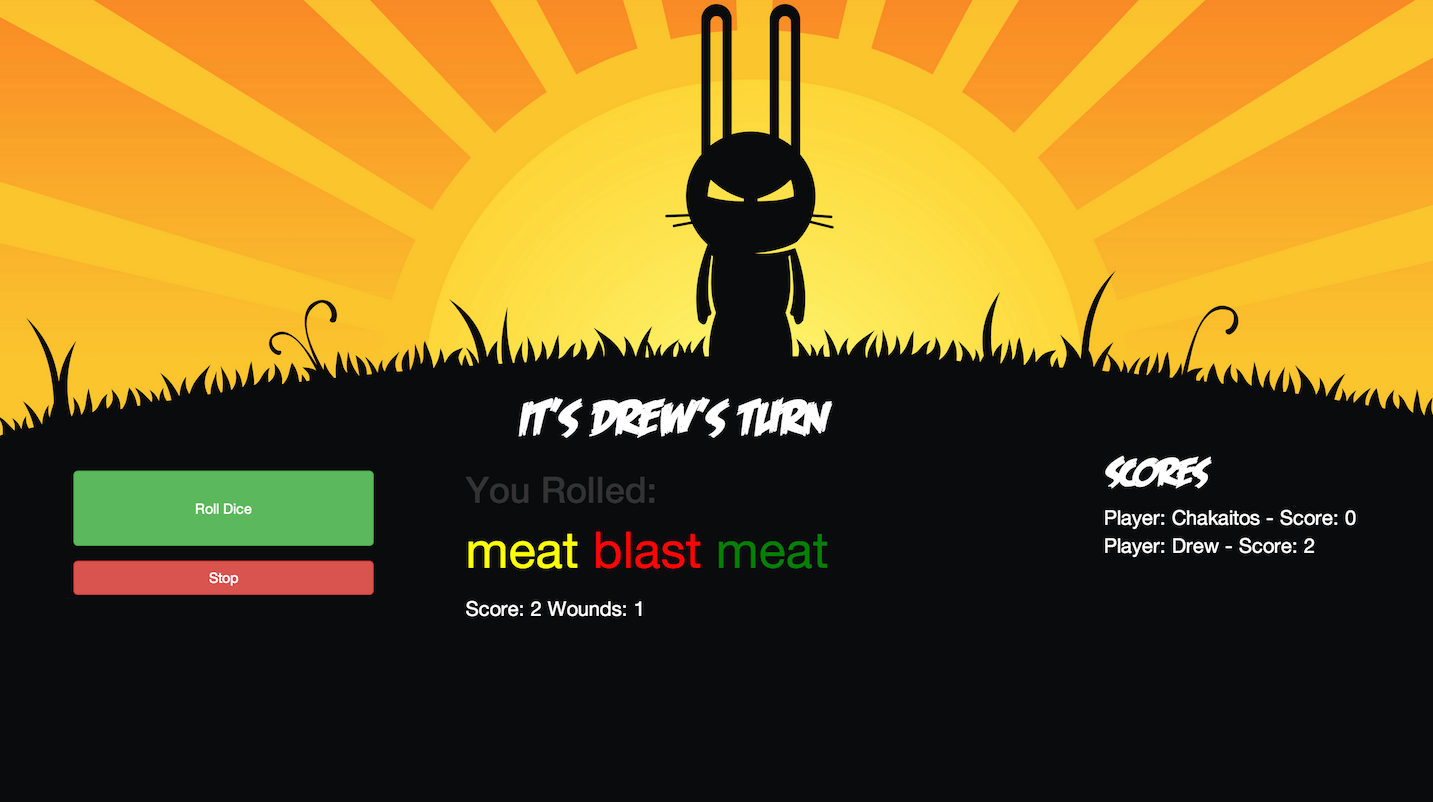 IT'S DREW'S TURN
Roll Dice
Stop
You Rolled:
meat blast meat
Score: 2 Wounds: 1
SCORES
Player: Chakaitos - Score: 0
Player: Drew - Score: 2